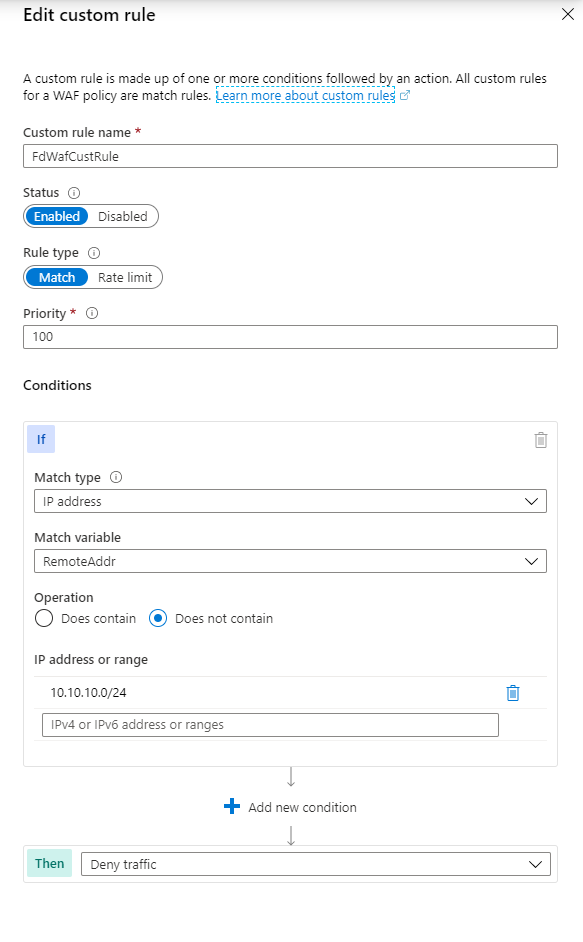 Edit custom rule
A custom rule is made up of one or more conditions followed by an action. All custom rules
for a WAF policy are match rules. Learn more about custom rules
Custom rule name *
FdWafCustRule
Status
Enabled Disabled
Rule type
Match Rate limit
Priority *
100
Conditions
If
Match type
IP address
Match variable
RemoteAddr
Operation
Does contain Does not contain
IP address or range
10.10.10.0/24
IPv4 or IPv6 address or ranges
Add new condition
Then Deny traffic